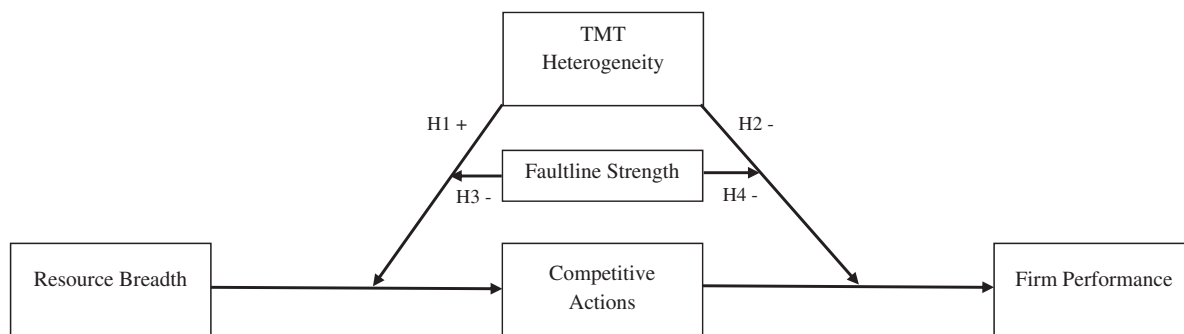 TMT
Heterogeneity
H1 +
H2 -
Faultline Strength
H3 -
H4 -
Resource Breadth
Competitive
Actions
Firm Performance